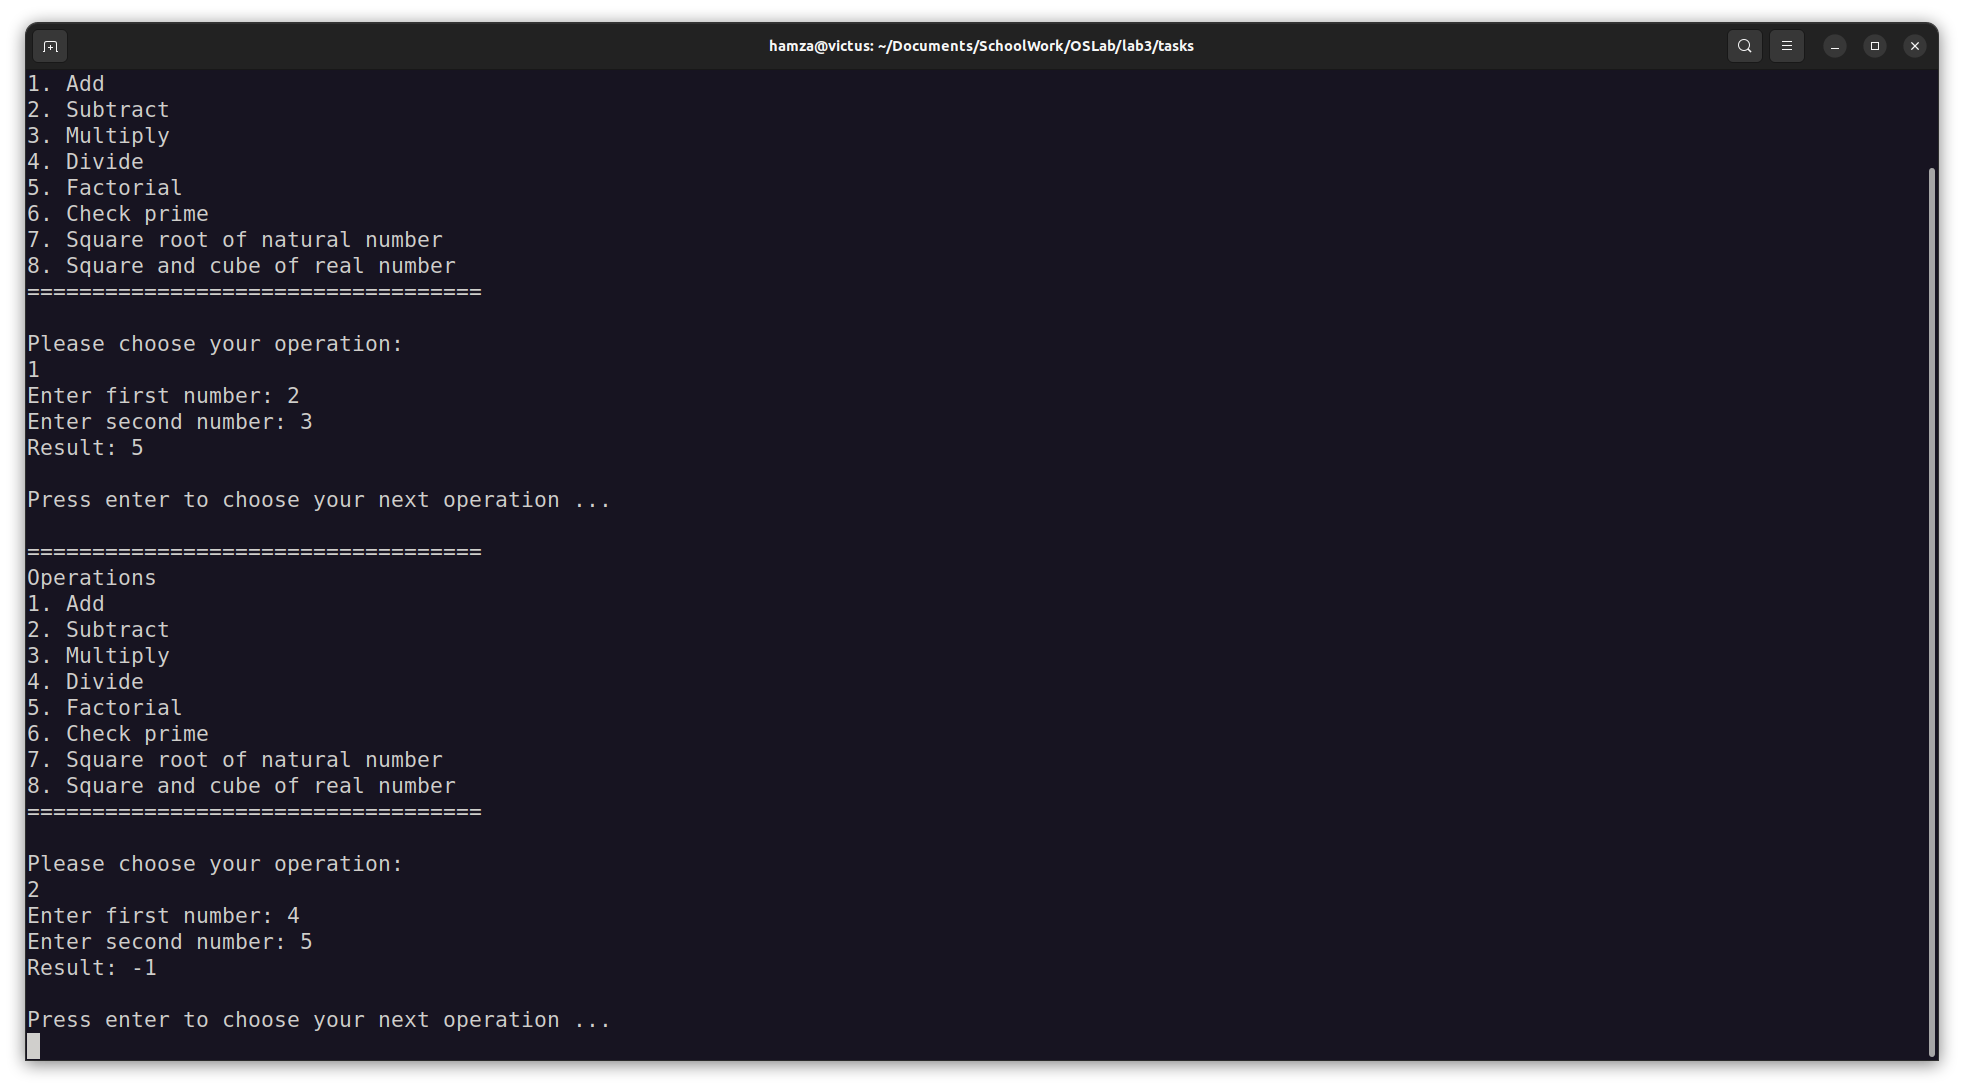 hamza@victus: ~/Documents/SchoolWork/OSLab/lab3/tasks
1. Add
2. Subtract
3. Multiply
4. Divide
5. Factorial
6. Check prime
7. Square root of natural number
8. Square and cube of real number
===================================
Please choose your operation:
1
Enter first number: 2
Enter second number: 3
Result: 5
Press enter to choose your next operation ...
===================================
Operations
1. Add
2. Subtract
3. Multiply
4. Divide
5. Factorial
6. Check prime
7. Square root of natural number
8. Square and cube of real number
===================================
Please choose your operation:
2
Enter first number: 4
Enter second number: 5
Result: -1
Press enter to choose your next operation ...